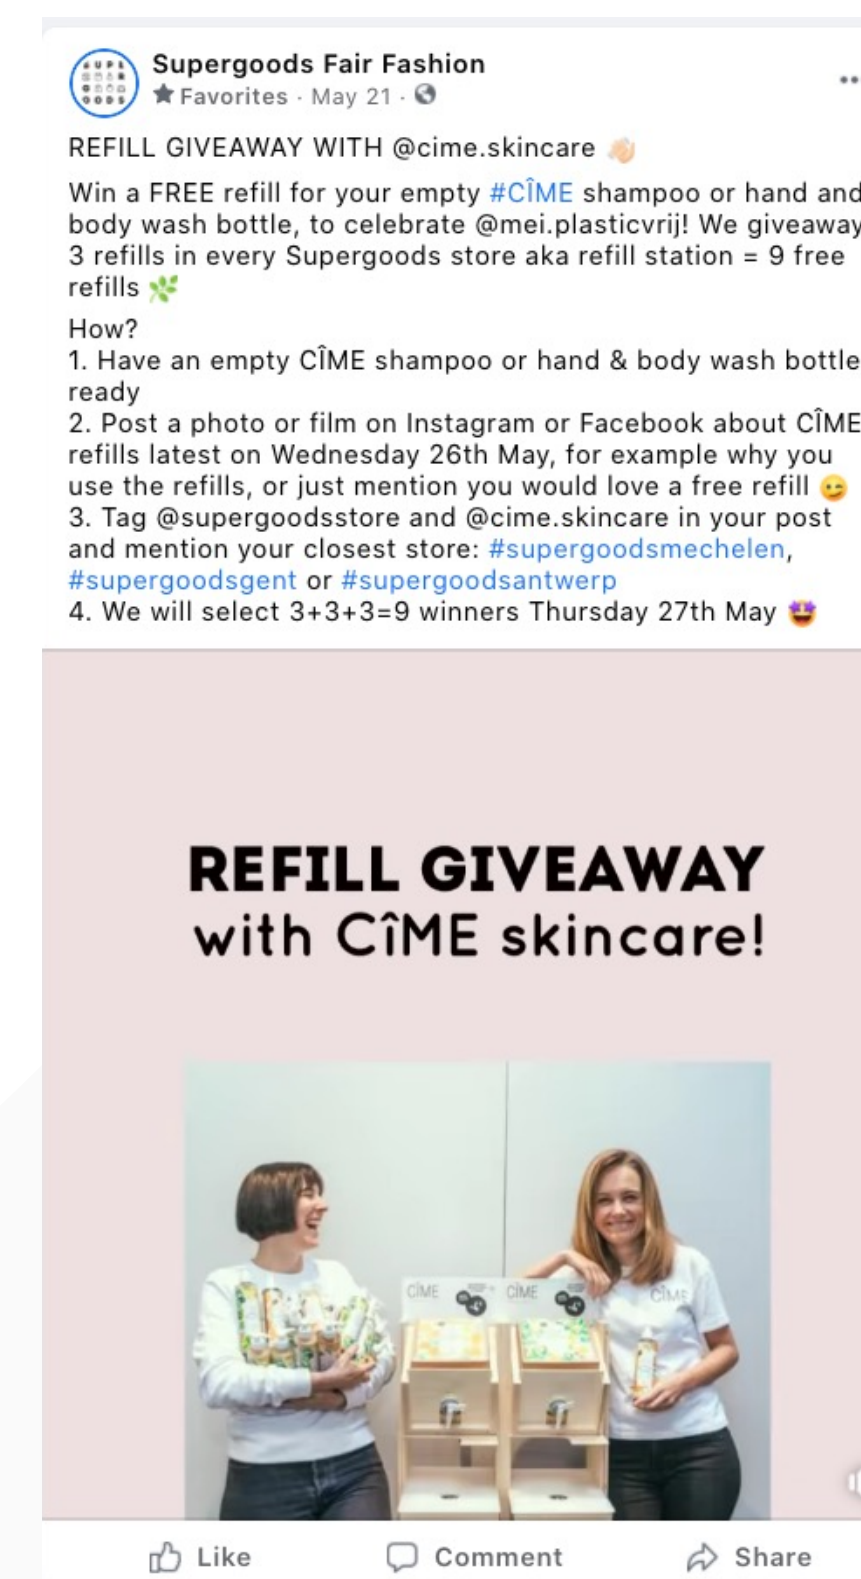 SUPE
GOODS
Supergoods Fair Fashion
Favorites · May 21 ·
REFILL GIVEAWAY WITH @cime.skincare 👋🏻
Win a FREE refill for your empty #CÎME shampoo or hand and
body wash bottle, to celebrate @mei.plasticvrij! We giveaway
3 refills in every Supergoods store aka refill station = 9 free
refills 🌿
How?
1. Have an empty CÎME shampoo or hand & body wash bottle
ready
2. Post a photo or film on Instagram or Facebook about CÎME
refills latest on Wednesday 26th May, for example why you
use the refills, or just mention you would love a free refill 😉
3. Tag @supergoodsstore and @cime.skincare in your post
and mention your closest store: #supergoodsmechelen,
#supergoodsgent or #supergoodsantwerp
4. We will select 3+3+3=9 winners Thursday 27th May 🤩
REFILL GIVEAWAY
with CîME skincare!
CÎME CÎME
CÎME
Like Comment Share